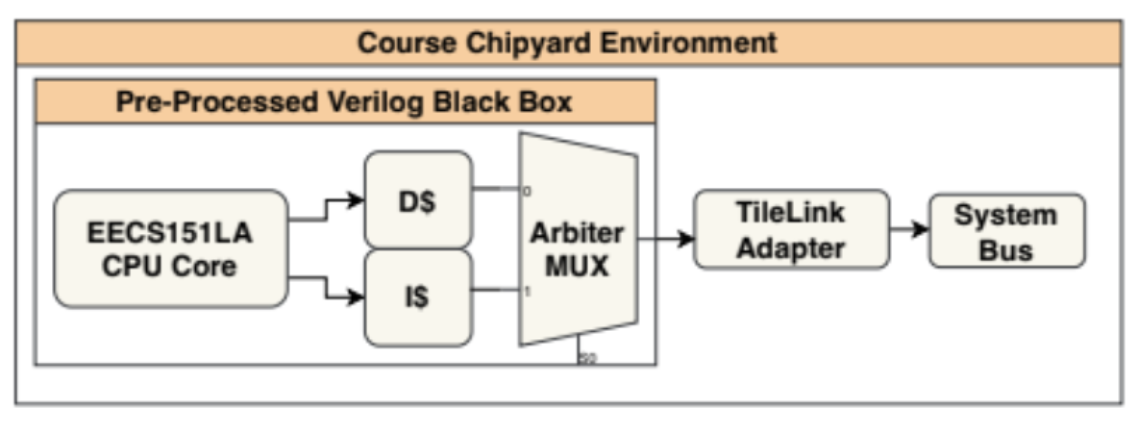 Course Chipyard Environment
Pre-Processed Verilog Black Box
EECS151LA
CPU Core
D$
I$
0
1
Arbiter
MUX
S0
TileLink
Adapter
System
Bus